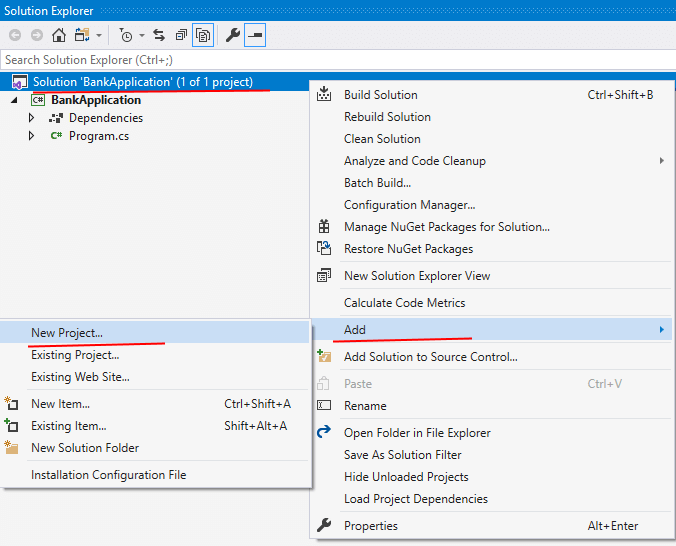 Solution Explorer
Search Solution Explorer (Ctrl+;)
Solution 'BankApplication' (1 of 1 project)
C# BankApplication
Dependencies
C# Program.cs
Build Solution Ctrl+Shift+B
Rebuild Solution
Clean Solution
Analyze and Code Cleanup
Batch Build...
Configuration Manager...
Manage NuGet Packages for Solution...
Restore NuGet Packages
New Solution Explorer View
Calculate Code Metrics
Add
Add Solution to Source Control...
Paste Ctrl+V
Rename
Open Folder in File Explorer
Save As Solution Filter
Hide Unloaded Projects
Load Project Dependencies
Properties Alt+Enter
New Project...
Existing Project...
Existing Web Site...
New Item... Ctrl+Shift+A
Existing Item... Shift+Alt+A
New Solution Folder
Installation Configuration File